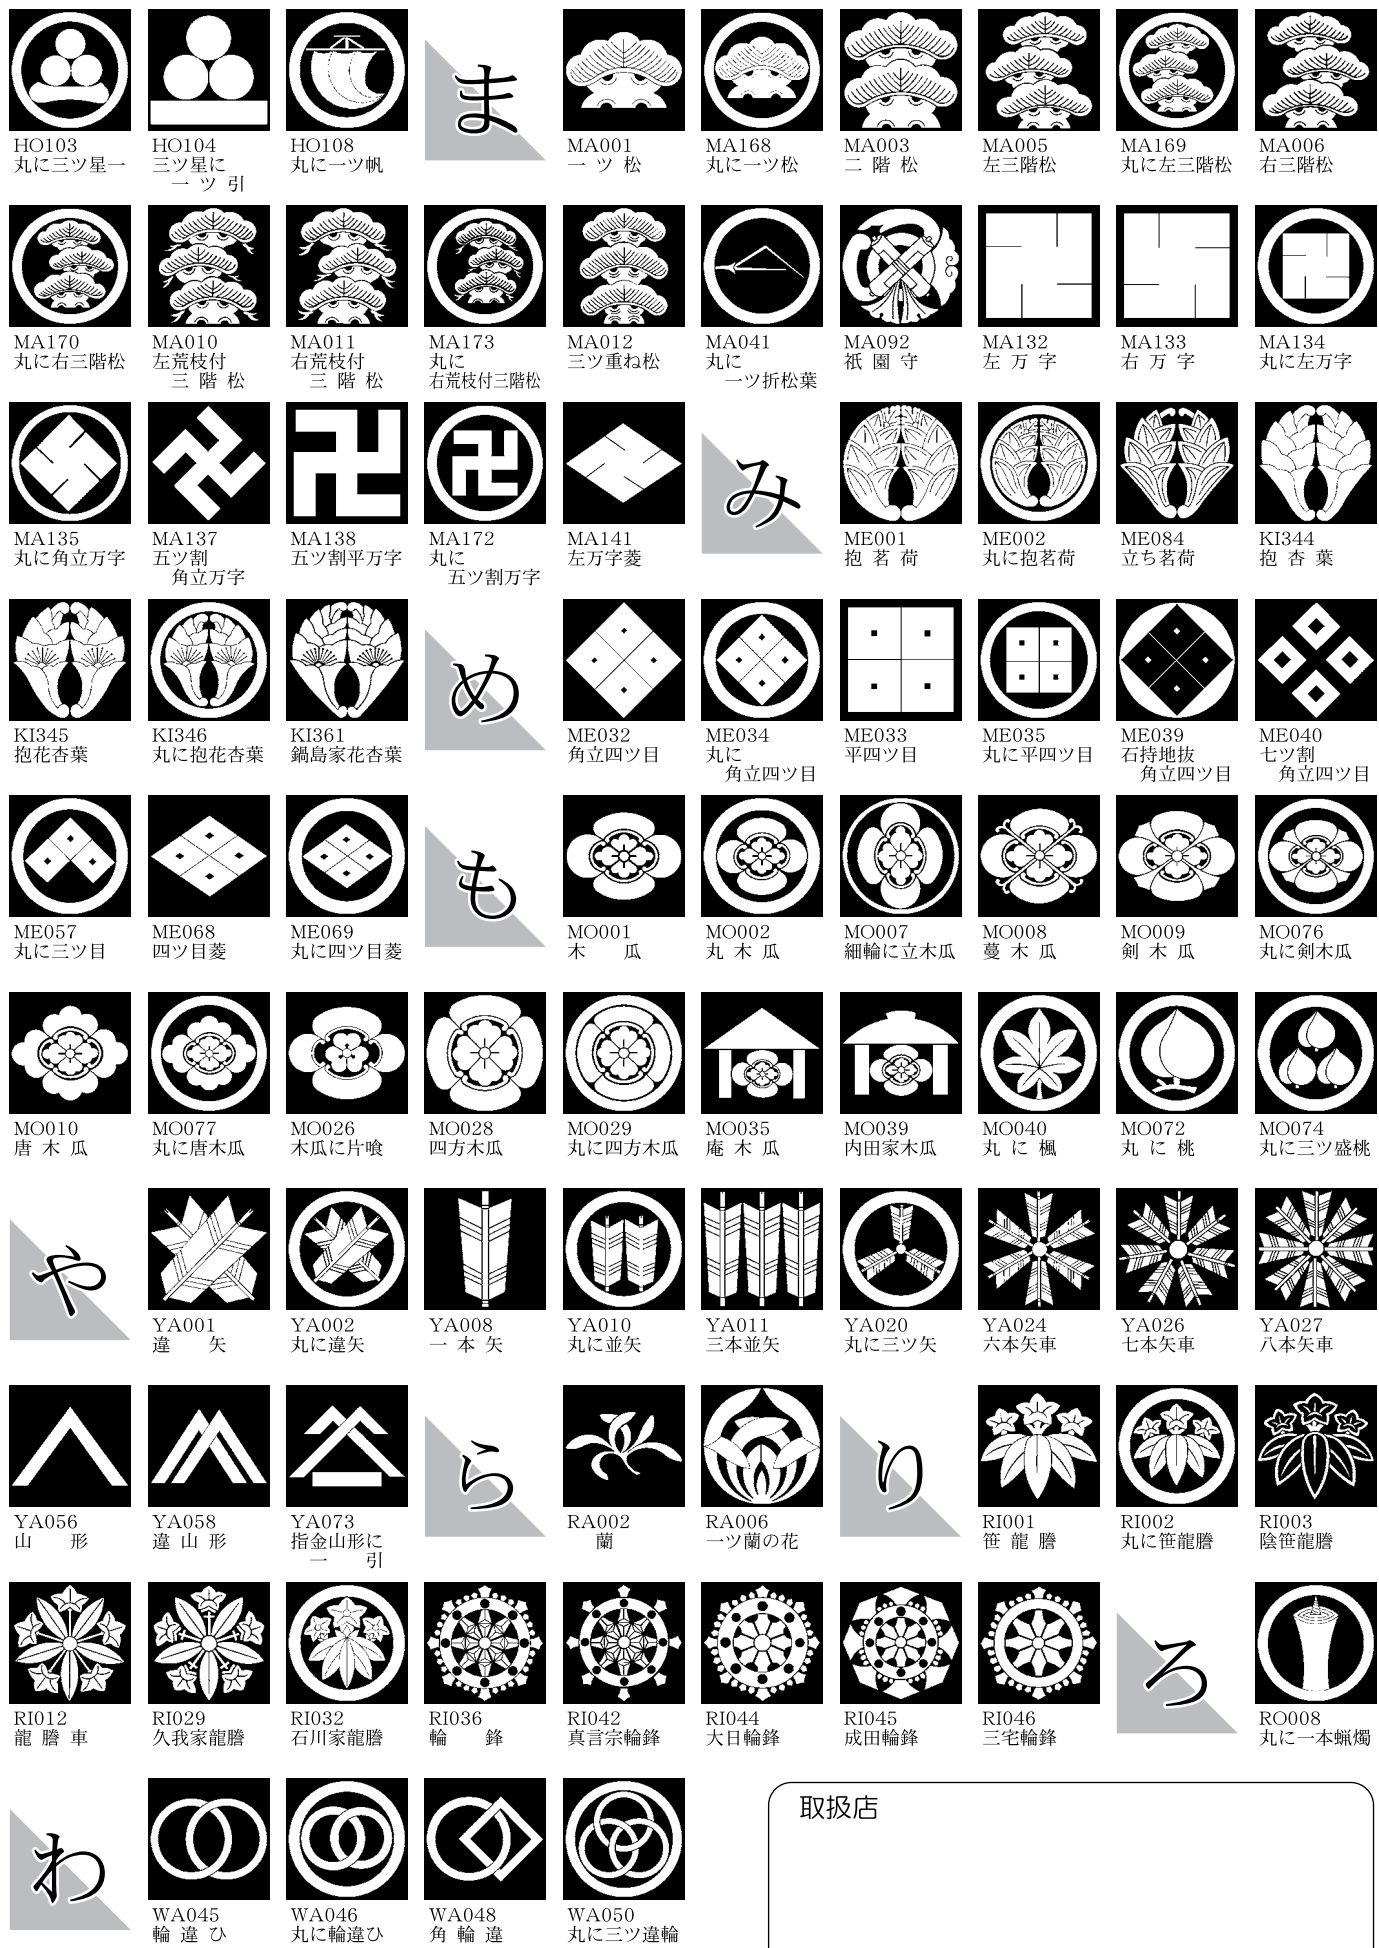 HO103
丸に三ツ星一
HO104
三ツ星に
一 ツ 引
HO108
丸に一ツ帆
ま
MA001
一 ツ 松
MA168
丸に一ツ松
MA003
二 階 松
MA005
左三階松
MA169
丸に左三階松
MA006
右三階松
MA170
丸に右三階松
MA010
左荒枝付
三 階 松
MA011
右荒枝付
三 階 松
MA173
丸に
右荒枝付三階松
MA012
三ツ重ね松
MA041
丸に
一ツ折松葉
MA092
祇 園 守
MA132
左 万 字
MA133
右 万 字
MA134
丸に左万字
MA135
丸に角立万字
MA137
五ツ割
角立万字
MA138
五ツ割平万字
MA172
丸に
五ツ割万字
MA141
左万字菱
み
ME001
抱 茗 荷
ME002
丸に抱茗荷
ME084
立ち茗荷
KI344
抱 杏 葉
KI345
抱花杏葉
KI346
丸に抱花杏葉
KI361
鍋島家花杏葉
め
ME032
角立四ツ目
ME034
丸に
角立四ツ目
ME033
平四ツ目
ME035
丸に平四ツ目
ME039
石持地抜
角立四ツ目
ME040
七ツ割
角立四ツ目
ME057
丸に三ツ目
ME068
四ツ目菱
ME069
丸に四ツ目菱
も
MO001
木 瓜
MO002
丸 木 瓜
MO007
細輪に立木瓜
MO008
蔓 木 瓜
MO009
剣 木 瓜
MO076
丸に剣木瓜
MO010
唐 木 瓜
MO077
丸に唐木瓜
MO026
木瓜に片喰
MO028
四方木瓜
MO029
丸に四方木瓜
MO035
庵 木 瓜
MO039
内田家木瓜
MO040
丸 に 楓
MO072
丸 に 桃
MO074
丸に三ツ盛桃
や
YA001
違 矢
YA002
丸に違矢
YA008
一 本 矢
YA010
丸に並矢
YA011
三本並矢
YA020
丸に三ツ矢
YA024
六本矢車
YA026
七本矢車
YA027
八本矢車
YA056
山 形
YA058
違 山 形
YA073
指金山形に
一 引
ら
RA002
蘭
RA006
一ツ蘭の花
り
RI001
笹 龍 謄
RI002
丸に笹龍謄
RI003
陰笹龍謄
RI012
龍 謄 車
RI029
久我家龍謄
RI032
石川家龍謄
RI036
輪 鋒
RI042
真言宗輪鋒
RI044
大日輪鋒
RI045
成田輪鋒
RI046
三宅輪鋒
ろ
RO008
丸に一本蝋燭
わ
WA045
輪 違 ひ
WA046
丸に輪違ひ
WA048
角 輪 違
WA050
丸に三ツ違輪
取扱店